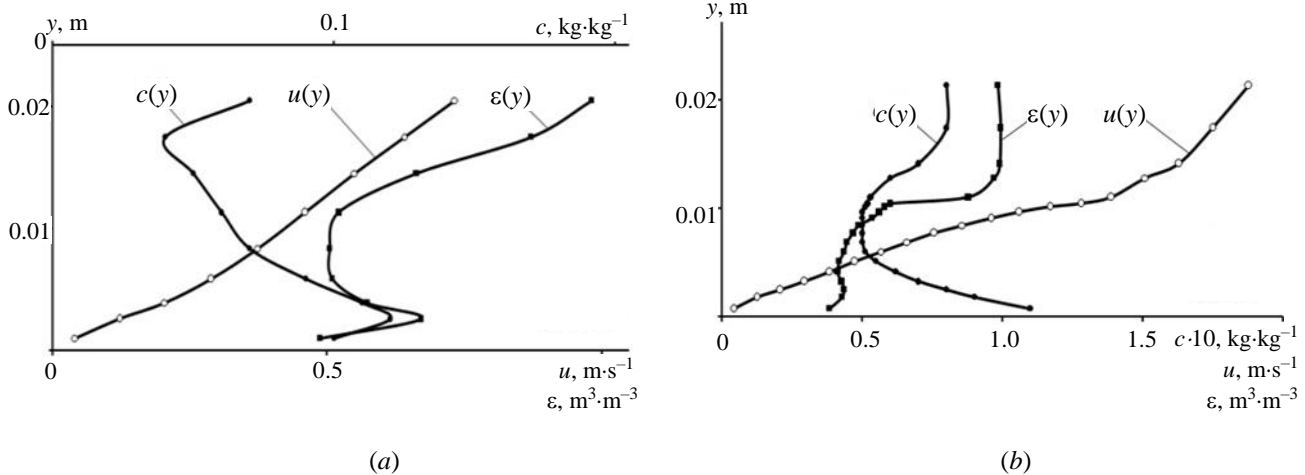 y, m 0.1 c, kg·kg⁻¹
0
c(y) u(y) ε(y)
0.02
0.01
0 0.5 u, m·s⁻¹
ε, m³·m⁻³
(a)
y, m
0.02
c(y) ε(y) u(y)
0.01
0 0.5 1.0 1.5 c·10, kg·kg⁻¹
u, m·s⁻¹
ε, m³·m⁻³
(b)